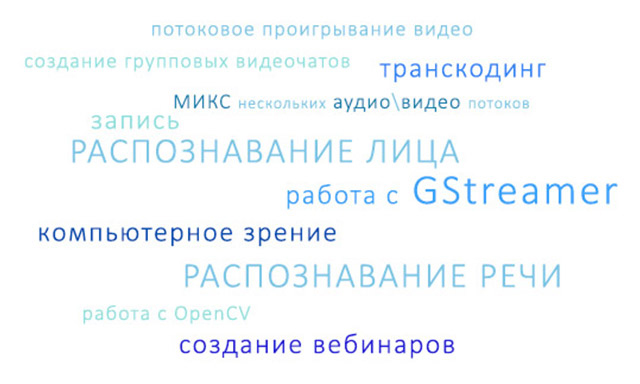 потоковое проигрывание видео
создание групповых видеочатов
транскодинг
МИКС нескольких аудио\видео потоков
запись
РАСПОЗНАВАНИЕ ЛИЦА
работа с GStreamer
компьютерное зрение
РАСПОЗНАВАНИЕ РЕЧИ
работа с OpenCV
создание вебинаров